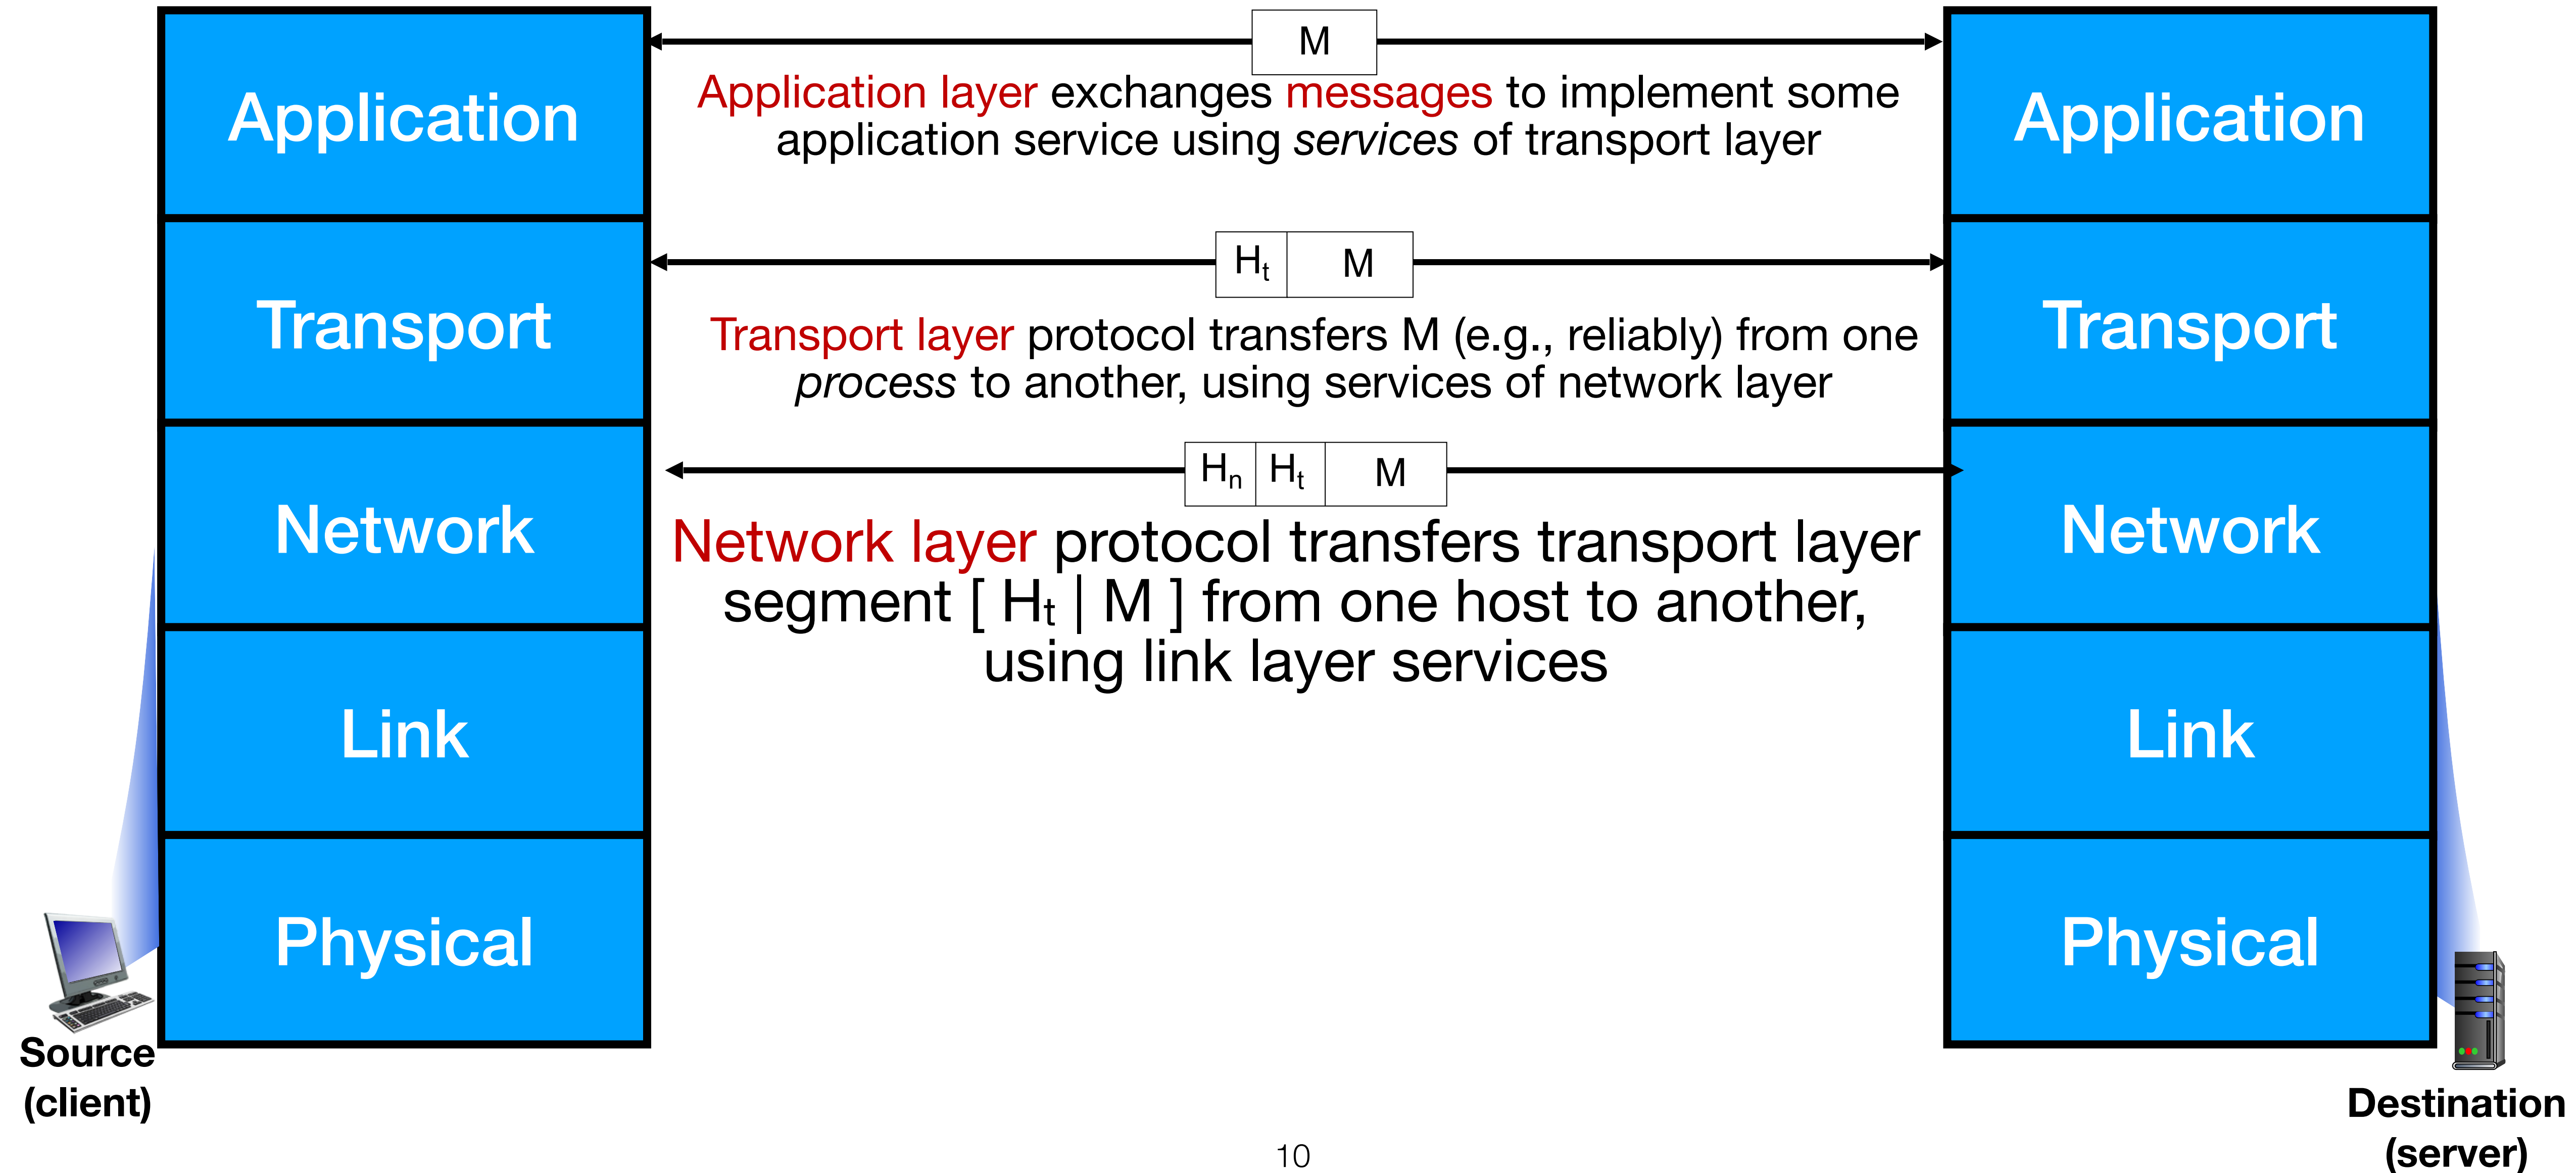 Application
M
Application layer exchanges messages to implement some
application service using services of transport layer
Application
Transport
Hₜ M
Transport layer protocol transfers M (e.g., reliably) from one
process to another, using services of network layer
Transport
Network
Hₙ Hₜ M
Network layer protocol transfers transport layer
segment [ Hₜ | M ] from one host to another,
using link layer services
Network
Link
Link
Physical
Physical
Source
(client)
Destination
(server)
10